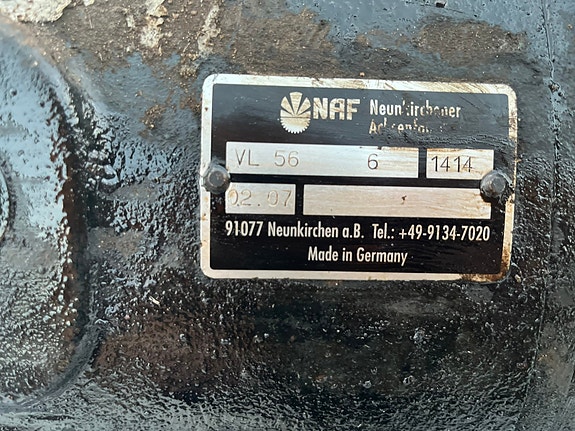 NAF Neunkirchener
VL 56 6 1414
02.07
91077 Neunkirchen a.B. Tel.: +49-9134-7020
Made in Germany